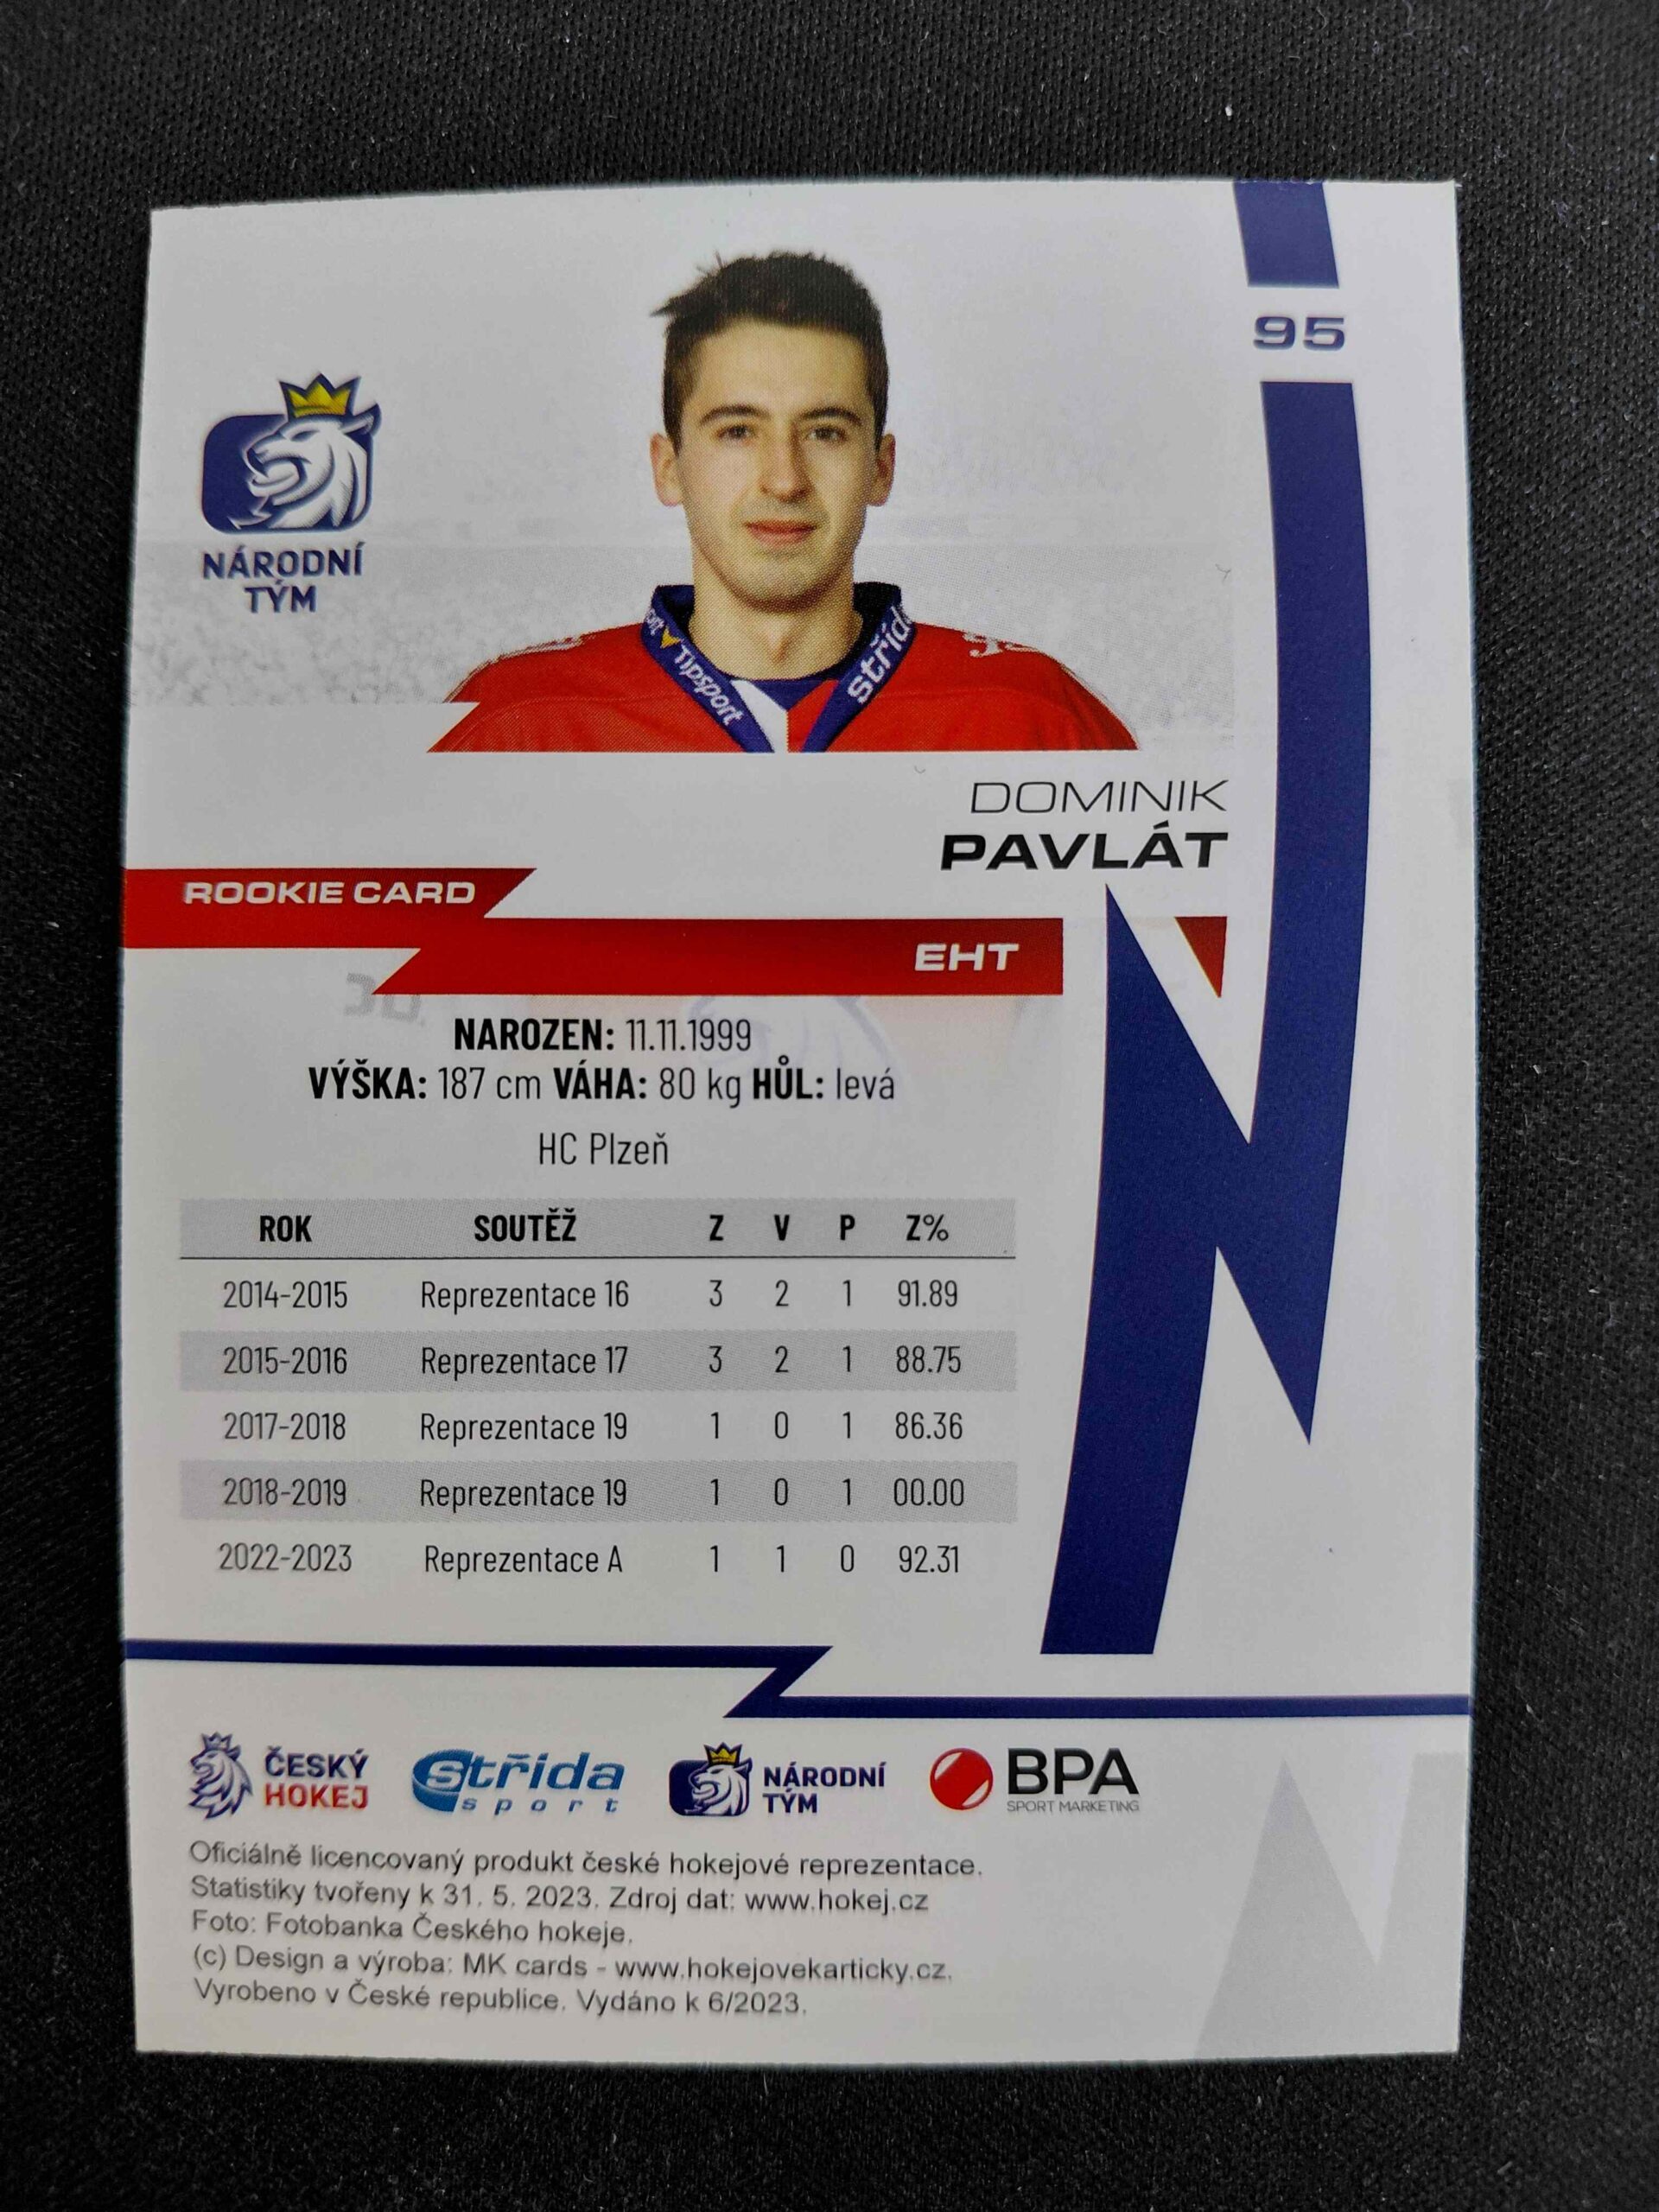 95
NÁRODNÍ
TÝM
Tipsport
DOMINIK
PAVLÁT
ROOKIE CARD
EHT
NAROZEN: 11.11.1999
VÝŠKA: 187 cm VÁHA: 80 kg HŮL: levá
HC Plzeň
ROK SOUTĚŽ Z V P Z%
2014-2015 Reprezentace 16 3 2 1 91.89
2015-2016 Reprezentace 17 3 2 1 88.75
2017-2018 Reprezentace 19 1 0 1 86.36
2018-2019 Reprezentace 19 1 0 1 00.00
2022-2023 Reprezentace A 1 1 0 92.31
ČESKÝ
HOKEJ
střída
sport
NÁRODNÍ
TÝM
BPA
SPORT MARKETING
Oficiálně licencovaný produkt české hokejové reprezentace.
Statistiky tvořeny k 31. 5. 2023. Zdroj dat: www.hokej.cz
Foto: Fotobanka Českého hokeje.
(c) Design a výroba: MK cards - www.hokejovekarticky.cz.
Vyrobeno v České republice. Vydáno k 6/2023.